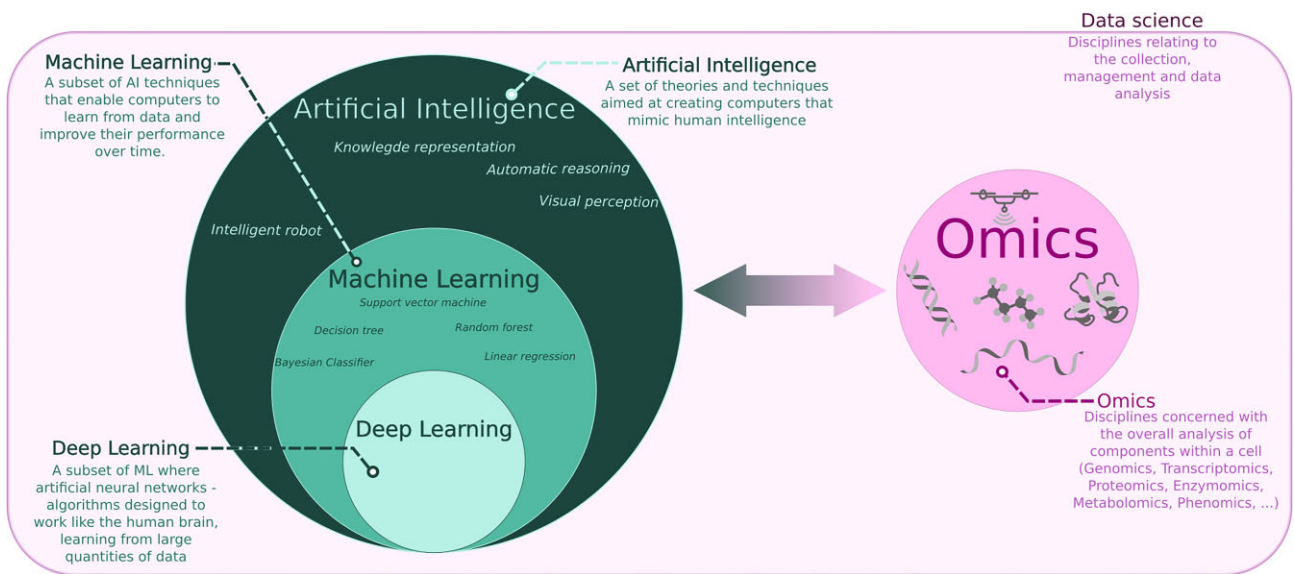 Data science
Disciplines relating to
the collection,
management and data
analysis
Machine Learning
A subset of AI techniques
that enable computers to
learn from data and
improve their performance
over time.
Artificial Intelligence
A set of theories and techniques
aimed at creating computers that
mimic human intelligence
Artificial Intelligence
Knowlegde representation
Automatic reasoning
Visual perception
Intelligent robot
Machine Learning
Support vector machine
Decision tree
Random forest
Bayesian Classifier
Linear regression
Deep Learning
Deep Learning
A subset of ML where
artificial neural networks -
algorithms designed to
work like the human brain,
learning from large
quantities of data
Omics
Omics
Disciplines concerned with
the overall analysis of
components within a cell
(Genomics, Transcriptomics,
Proteomics, Enzymomics,
Metabolomics, Phenomics, ...)